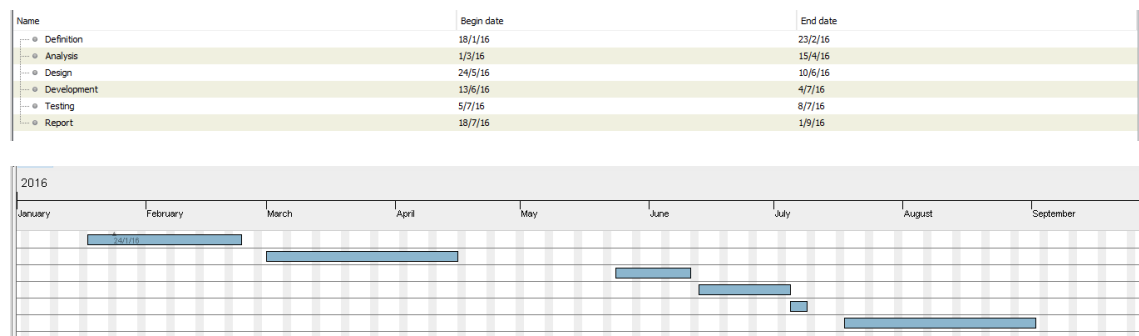 Name Begin date End date
Definition 18/1/16 23/2/16
Analysis 1/3/16 15/4/16
Design 24/5/16 10/6/16
Development 13/6/16 4/7/16
Testing 5/7/16 8/7/16
Report 18/7/16 1/9/16
2016
January February March April May June July August September
24/1/16